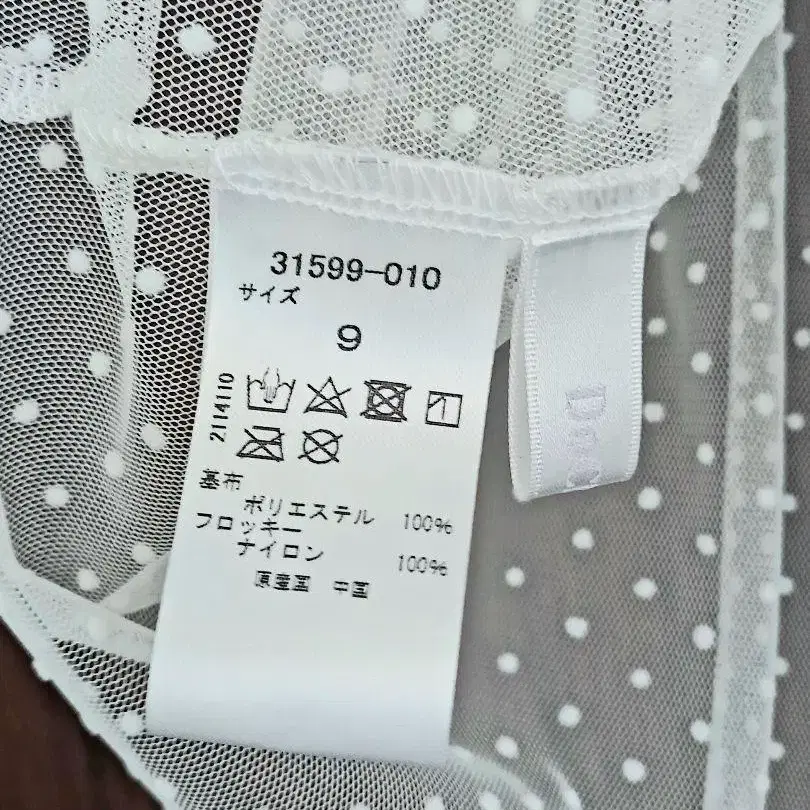 31599-010
サイズ
9
2114110
基布
ポリエステル 100%
フロッキー
ナイロン 100%
原産国 中国